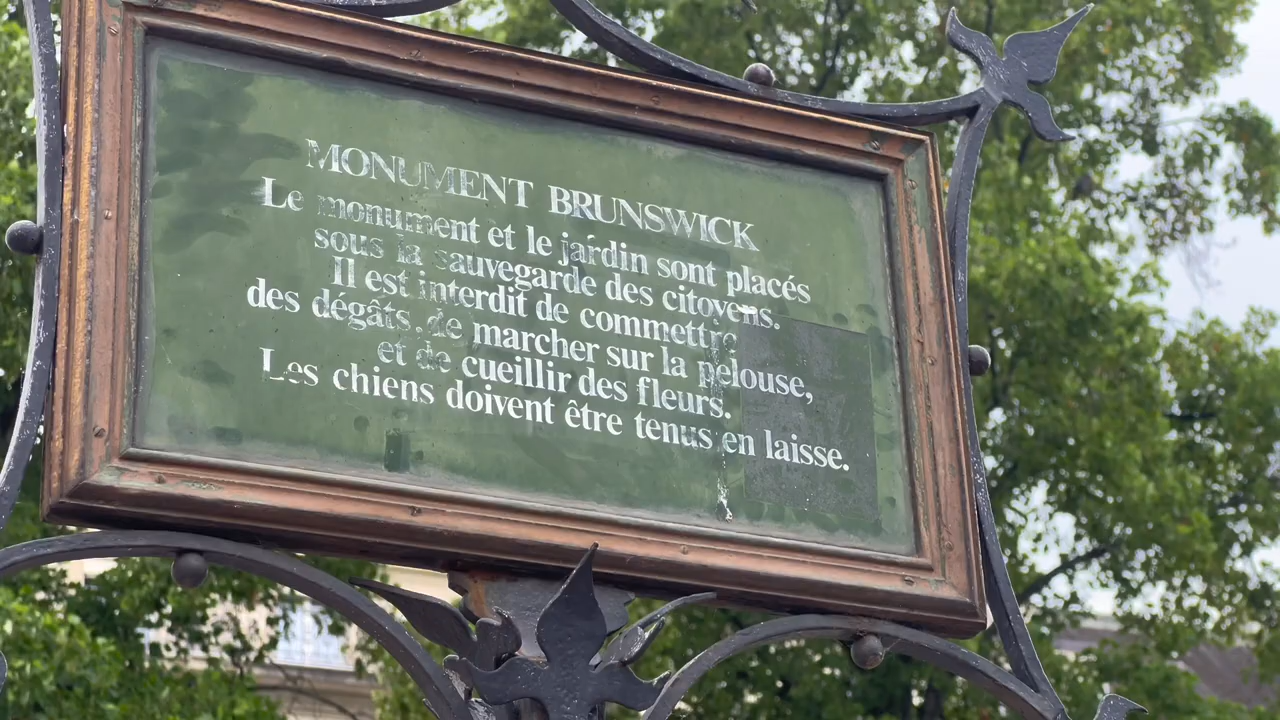 MONUMENT BRUNSWICK
Le monument et le jardin sont placés
sous la sauvegarde des citoyens.
Il est interdit de commettre
des dégâts, de marcher sur la pelouse,
et de cueillir des fleurs.
Les chiens doivent être tenus en laisse.